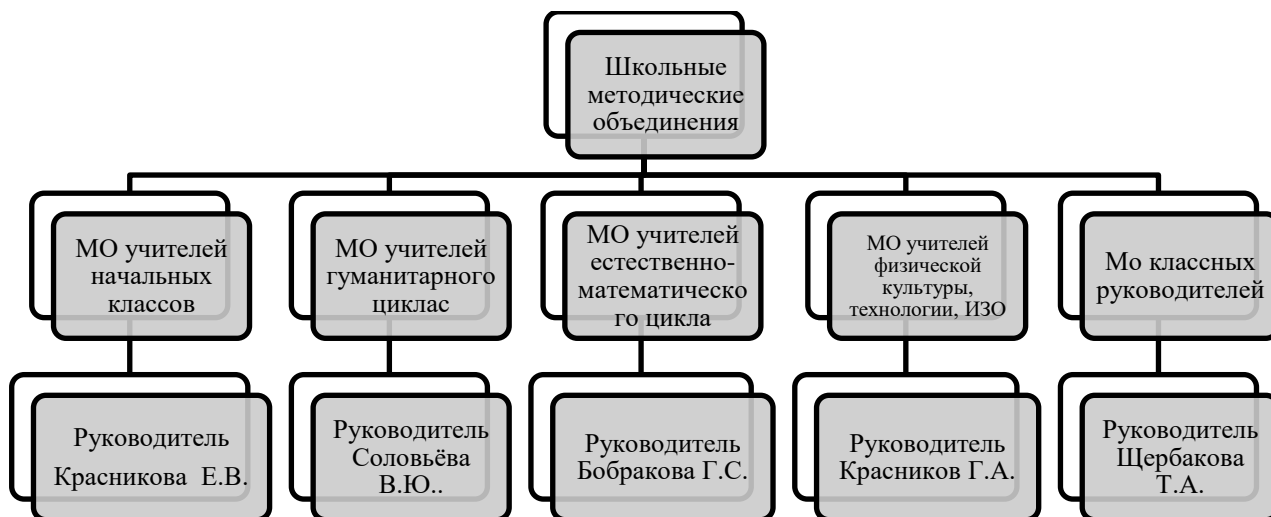 Школьные
методические
объединения
МО учителей
начальных
классов
МО учителей
гуманитарного
циклас
МО учителей
естественно-
математическо
го цикла
МО учителей
физической
культуры,
технологии, ИЗО
Мо классных
руководителей
Руководитель
Красникова Е.В.
Руководитель
Соловьёва
В.Ю..
Руководитель
Бобракова Г.С.
Руководитель
Красников Г.А.
Руководитель
Щербакова
Т.А.